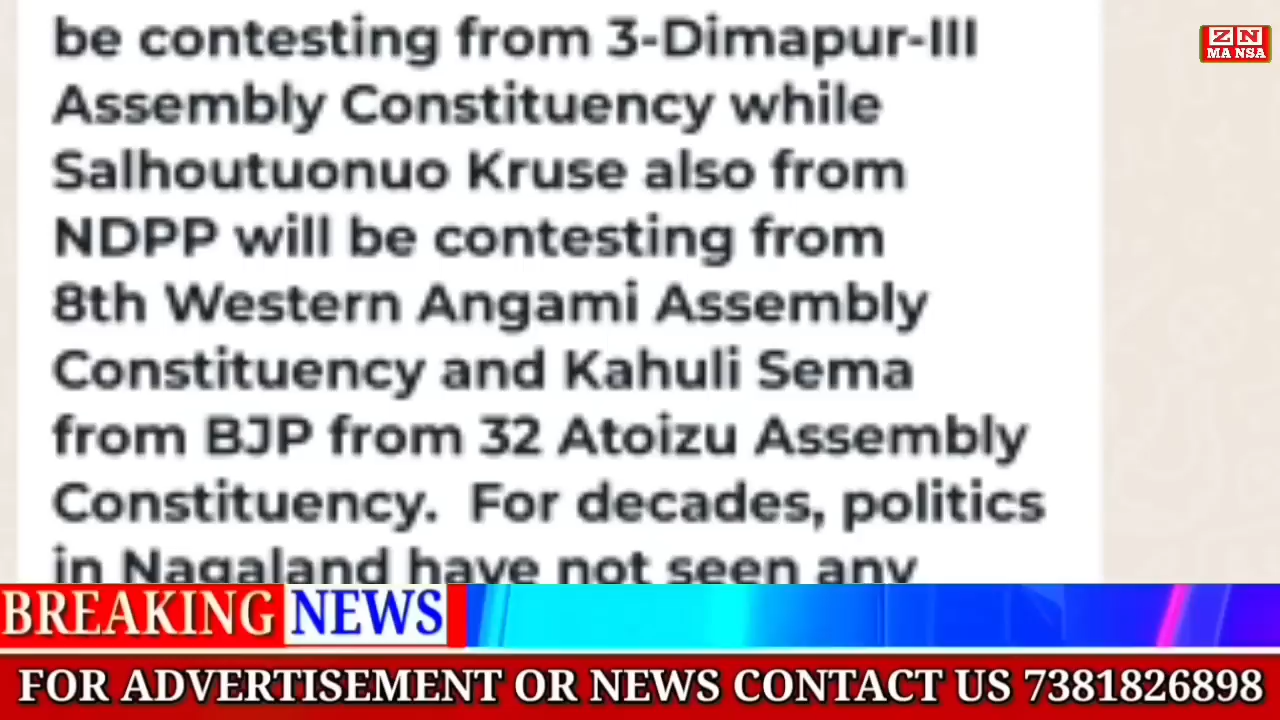 be contesting from 3-Dimapur-III
Assembly Constituency while
Salhoutuonuo Kruse also from
NDPP will be contesting from
8th Western Angami Assembly
Constituency and Kahuli Sema
from BJP from 32 Atoizu Assembly
Constituency. For decades, politics
in Nagaland have not seen any
ZN
MANSA
BREAKING NEWS
FOR ADVERTISEMENT OR NEWS CONTACT US 7381826898